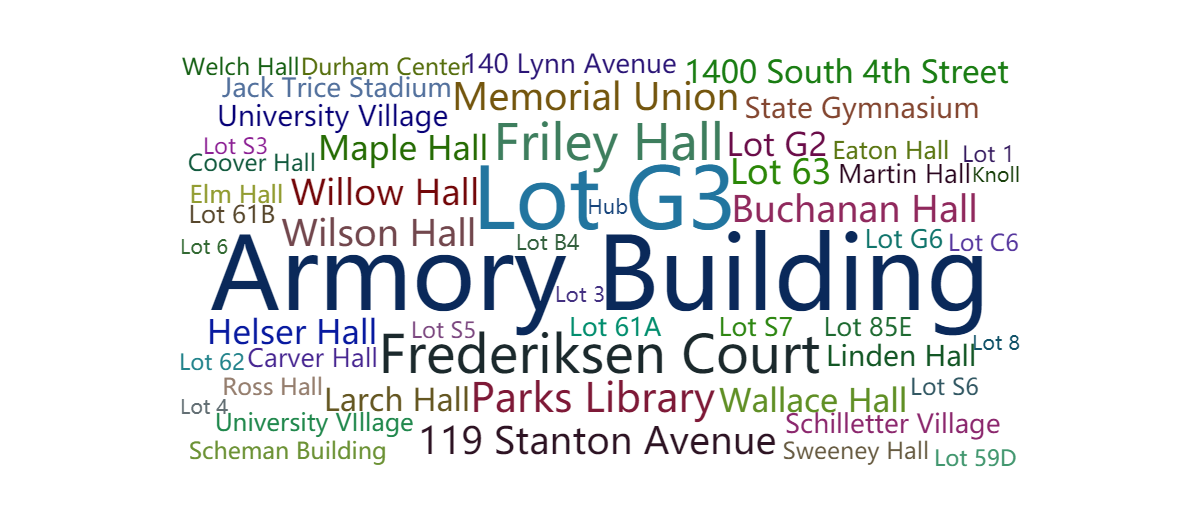 Welch Hall
Durham Center
140 Lynn Avenue
1400 South 4th Street
Jack Trice Stadium
Memorial Union
State Gymnasium
University Village
Lot S3
Maple Hall
Friley Hall
Lot G2
Eaton Hall
Lot 1
Coover Hall
Lot 63
Martin Hall
Knoll
Elm Hall
Willow Hall
Lot G3
Hub
Buchanan Hall
Lot 61B
Wilson Hall
Lot B4
Lot G6
Lot C6
Lot 6
Armory Building
Lot 3
Helser Hall
Lot S5
Lot 61A
Lot S7
Lot 85E
Lot 8
Lot 62
Carver Hall
Frederiksen Court
Linden Hall
Ross Hall
Larch Hall
Parks Library
Wallace Hall
Lot S6
Lot 4
University VIllage
119 Stanton Avenue
Schilletter Village
Scheman Building
Sweeney Hall
Lot 59D